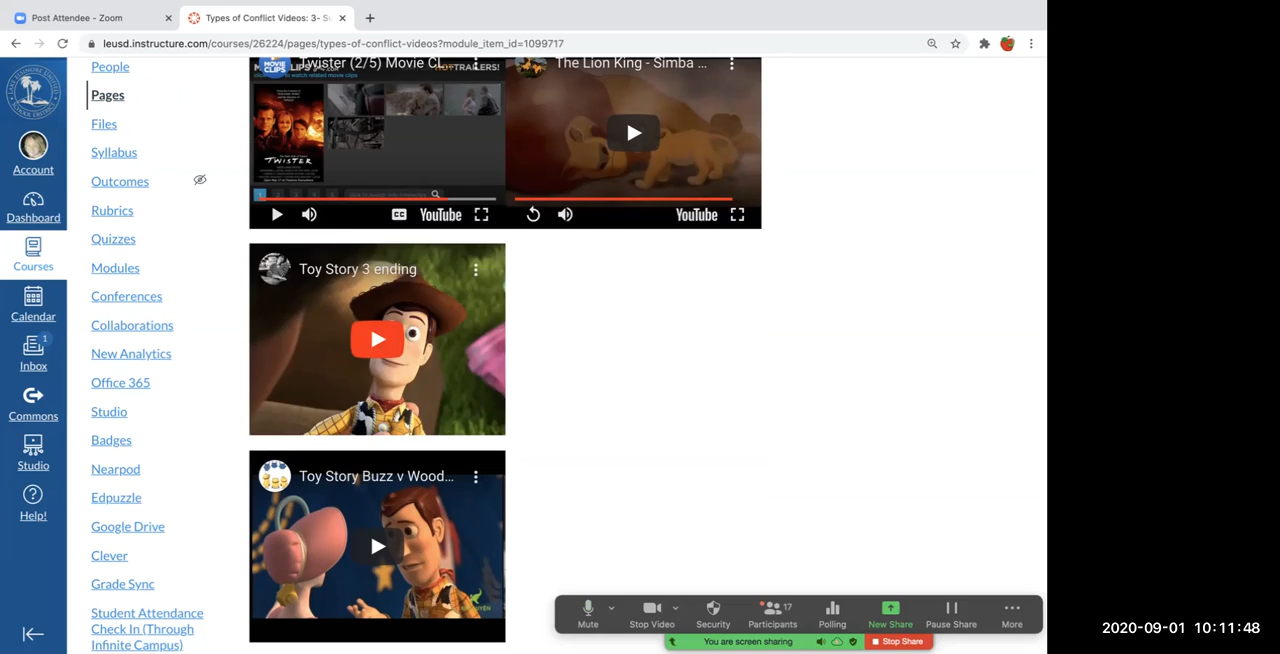 Post Attendee - Zoom
Types of Conflict Videos: 3- S
leusd.instructure.com/courses/26224/pages/types-of-conflict-videos?module_item_id=1099717
Account
Dashboard
Courses
Calendar
1
Inbox
Commons
Studio
Help!
People
Pages
Files
Syllabus
Outcomes
Rubrics
Quizzes
Modules
Conferences
Collaborations
New Analytics
Office 365
Studio
Badges
Nearpod
Edpuzzle
Google Drive
Clever
Grade Sync
Student Attendance
Check In (Through
Infinite Campus)
MOVIE CLIPS
Twister (2/5) Movie CL...
TRAILERS!
TWISTER
CC YouTube
The Lion King - Simba ...
YouTube
Toy Story 3 ending
Toy Story Buzz v Wood...
Mute
Stop Video
Security
17
Participants
Polling
New Share
Pause Share
More
You are screen sharing
Stop Share
2020-09-01 10:11:48